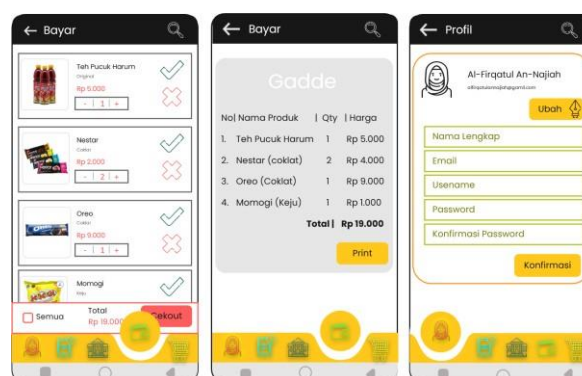 Bayar
Teh Pucuk Harum
Original
Rp 5.000
- | 1 | +
Nestar
Coklat
Rp 2.000
- | 2 | +
Oreo
Coklat
Rp 9.000
- | 1 | +
Momogi
Keju
Semua
Total
Rp 19.000
Cekout
Bayar
Gadde
No| Nama Produk | Qty | Harga
1. Teh Pucuk Harum 1 Rp 5.000
2. Nestar (coklat) 2 Rp 4.000
3. Oreo (Coklat) 1 Rp 9.000
4. Momogi (Keju) 1 Rp 1.000
Total | Rp 19.000
Print
Profil
Al-Firqatul An-Najiah
Ubah
Nama Lengkap
Email
Usename
Password
Konfirmasi Password
Konfirmasi